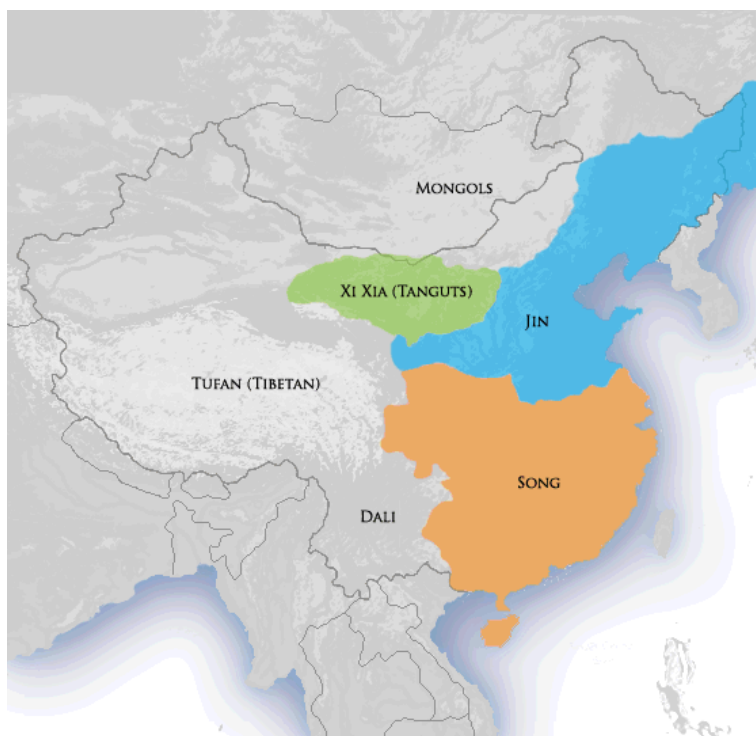 Mongols
Xi Xia (Tanguts)
Jin
Tufan (Tibetan)
Song
Dali